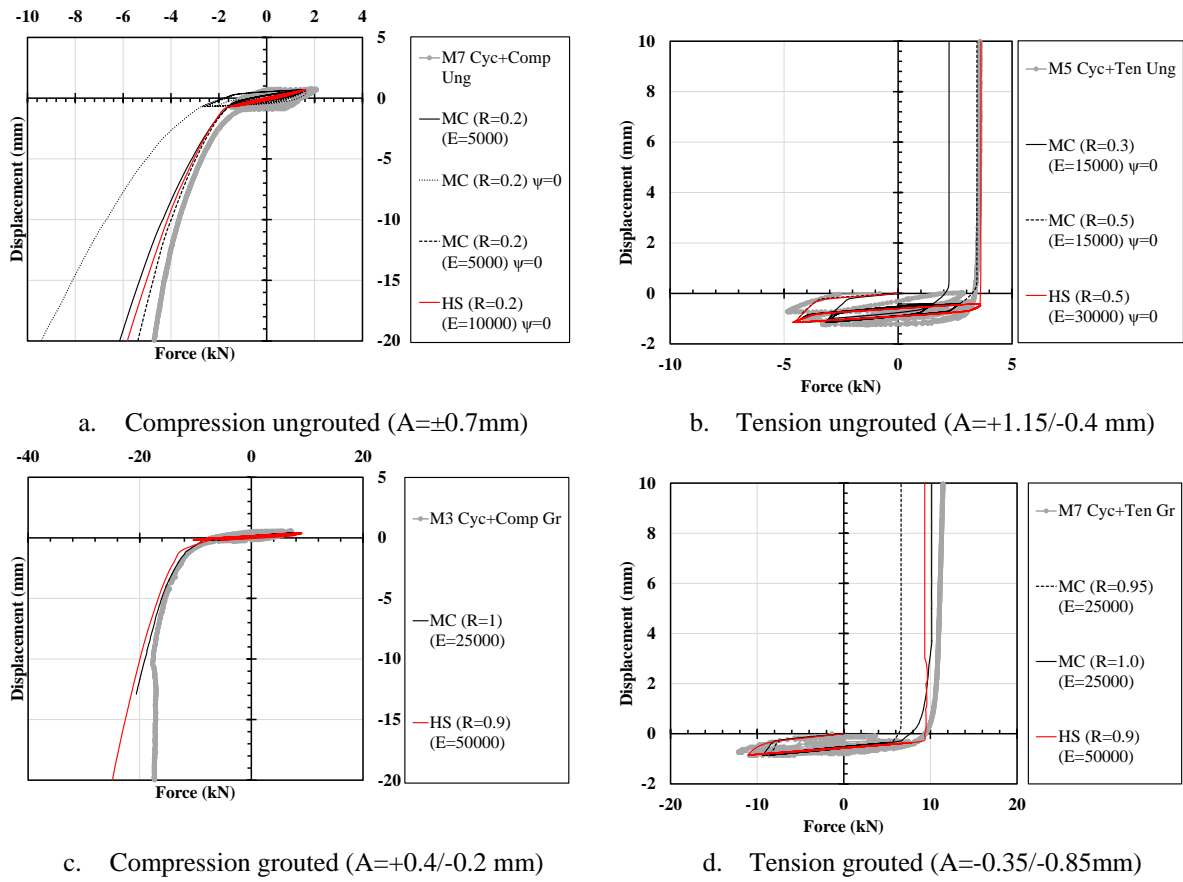 -10 -8 -6 -4 -2 0 2 4
5
0
-5
-10
-15
-20
Displacement (mm)
Force (kN)
M7 Cyc+Comp
Ung
MC (R=0.2)
(E=5000)
MC (R=0.2) ψ=0
MC (R=0.2)
(E=5000) ψ=0
HS (R=0.2)
(E=10000) ψ=0
a. Compression ungrouted (A=±0.7mm)
10
8
6
4
2
0
-2
-10 -5 0 5
Displacement (mm)
Force (kN)
M5 Cyc+Ten Ung
MC (R=0.3)
(E=15000) ψ=0
MC (R=0.5)
(E=15000) ψ=0
HS (R=0.5)
(E=30000) ψ=0
b. Tension ungrouted (A=+1.15/-0.4 mm)
-40 -20 0 20
5
0
-5
-10
-15
-20
Displacement (mm)
Force (kN)
M3 Cyc+Comp Gr
MC (R=1)
(E=25000)
HS (R=0.9)
(E=50000)
c. Compression grouted (A=+0.4/-0.2 mm)
10
8
6
4
2
0
-2
-20 -10 0 10 20
Displacement (mm)
Force (kN)
M7 Cyc+Ten Gr
MC (R=0.95)
(E=25000)
MC (R=1.0)
(E=25000)
HS (R=0.9)
(E=50000)
d. Tension grouted (A=-0.35/-0.85mm)